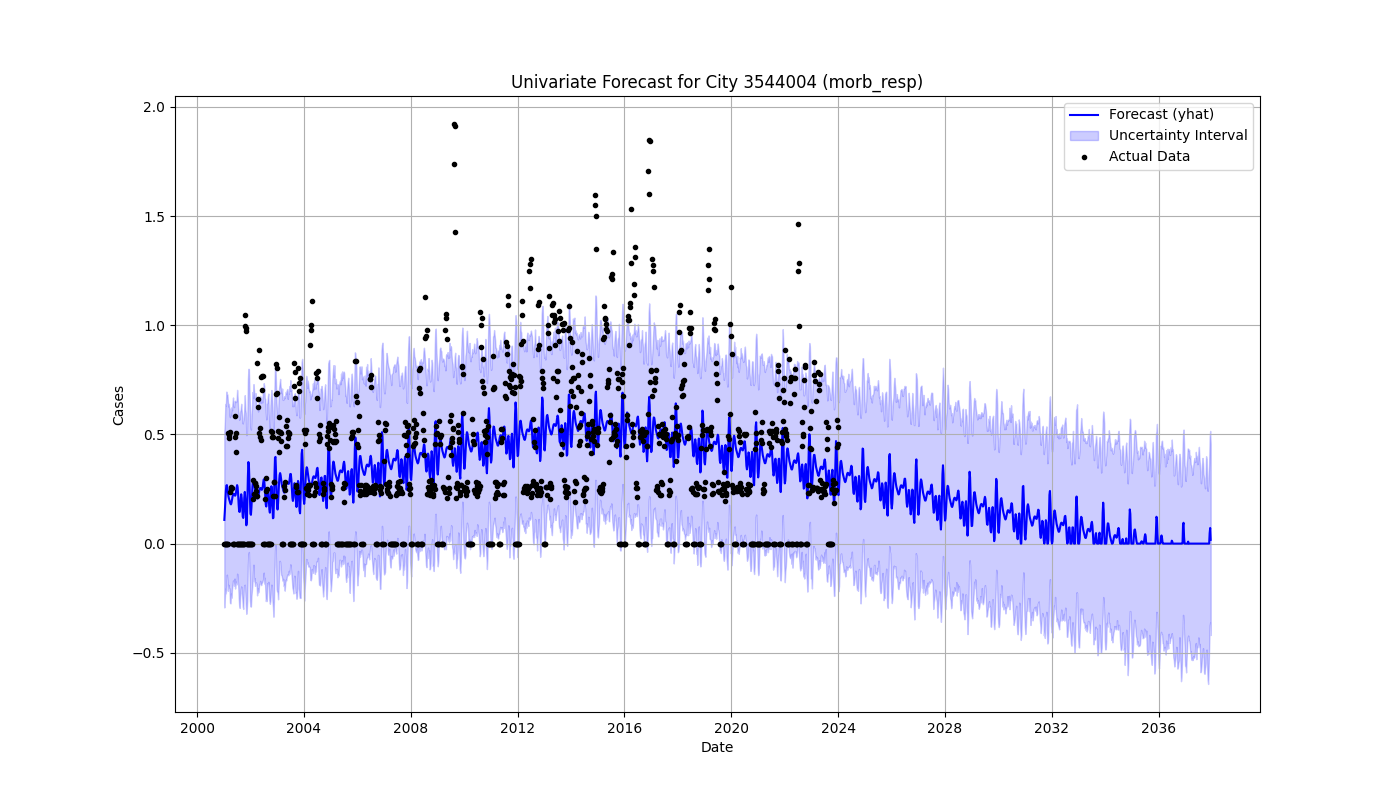 Univariate Forecast for City 3544004 (morb_resp)
Forecast (yhat)
Uncertainty Interval
Actual Data
Cases
2.0
1.5
1.0
0.5
0.0
−0.5
2000 2004 2008 2012 2016 2020 2024 2028 2032 2036
Date